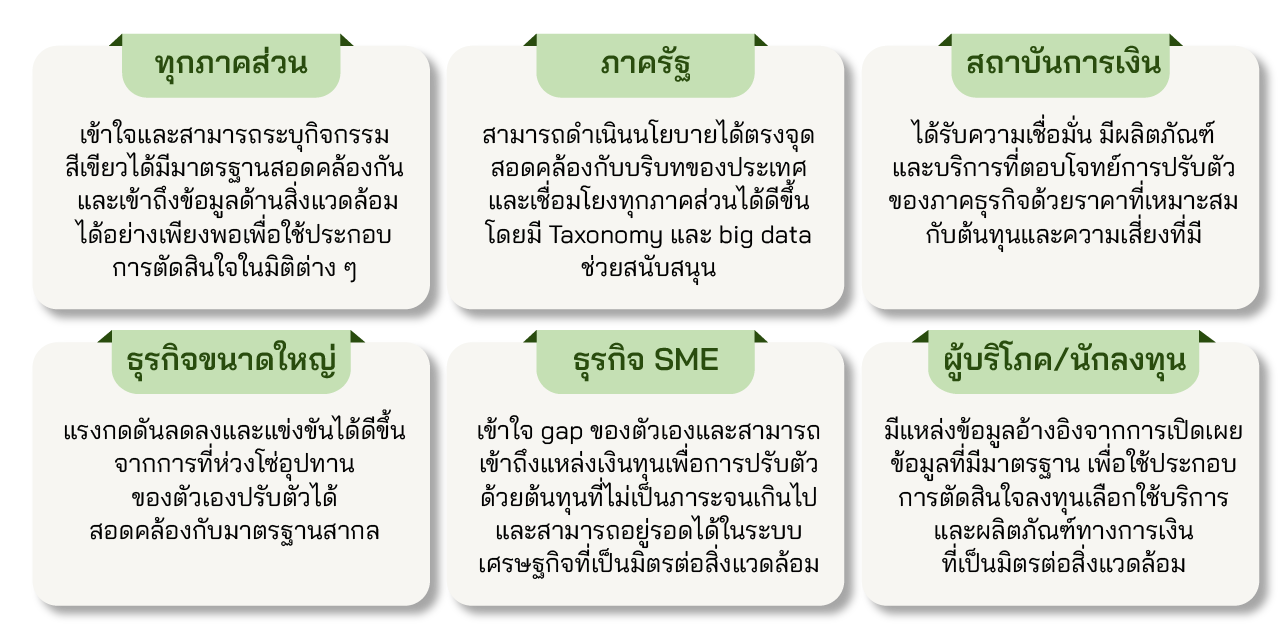 ทุกภาคส่วน
เข้าใจและสามารถระบุกิจกรรม
สีเขียวได้มีมาตรฐานสอดคล้องกัน
และเข้าถึงข้อมูลด้านสิ่งแวดล้อม
ได้อย่างเพียงพอเพื่อใช้ประกอบ
การตัดสินใจในมิติต่าง ๆ
ภาครัฐ
สามารถดำเนินนโยบายได้ตรงจุด
สอดคล้องกับบริบทของประเทศ
และเชื่อมโยงทุกภาคส่วนได้ดีขึ้น
โดยมี Taxonomy และ big data
ช่วยสนับสนุน
สถาบันการเงิน
ได้รับความเชื่อมั่น มีผลิตภัณฑ์
และบริการที่ตอบโจทย์การปรับตัว
ของภาคธุรกิจด้วยราคาที่เหมาะสม
กับต้นทุนและความเสี่ยงที่มี
ธุรกิจขนาดใหญ่
แรงกดดันลดลงและแข่งขันได้ดีขึ้น
จากการที่ห่วงโซ่อุปทาน
ของตัวเองปรับตัวได้
สอดคล้องกับมาตรฐานสากล
ธุรกิจ SME
เข้าใจ gap ของตัวเองและสามารถ
เข้าถึงแหล่งเงินทุนเพื่อการปรับตัว
ด้วยต้นทุนที่ไม่เป็นภาระจนเกินไป
และสามารถอยู่รอดได้ในระบบ
เศรษฐกิจที่เป็นมิตรต่อสิ่งแวดล้อม
ผู้บริโภค/นักลงทุน
มีแหล่งข้อมูลอ้างอิงจากการเปิดเผย
ข้อมูลที่มีมาตรฐาน เพื่อใช้ประกอบ
การตัดสินใจลงทุนเลือกใช้บริการ
และผลิตภัณฑ์ทางการเงิน
ที่เป็นมิตรต่อสิ่งแวดล้อม